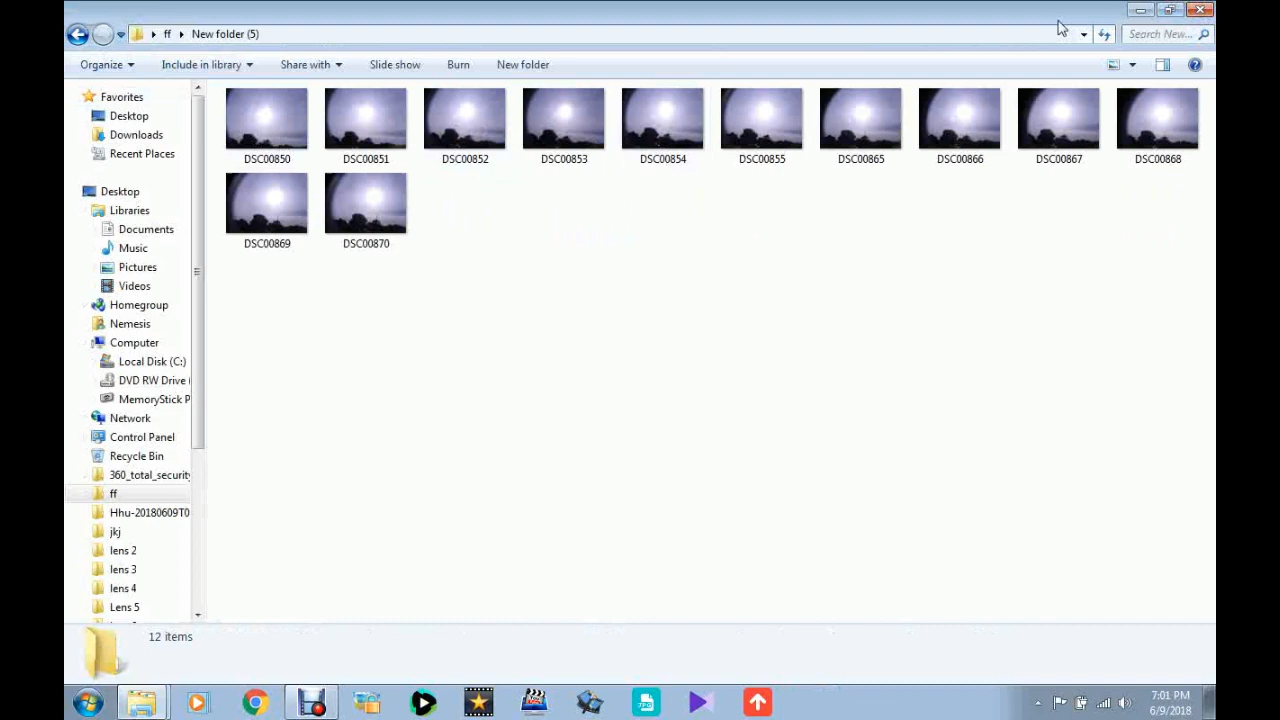 ff New folder (5)
Search New...
Organize Include in library Share with Slide show Burn New folder
Favorites
Desktop
Downloads
Recent Places
Desktop
Libraries
Documents
Music
Pictures
Videos
Homegroup
Nemesis
Computer
Local Disk (C:)
DVD RW Drive (
MemoryStick P
Network
Control Panel
Recycle Bin
360_total_security
ff
Hhu-20180609T0
jkj
lens 2
lens 3
lens 4
Lens 5
DSC00850 DSC00851 DSC00852 DSC00853 DSC00854 DSC00855 DSC00865 DSC00866 DSC00867 DSC00868
DSC00869 DSC00870
12 items
7:01 PM
6/9/2018